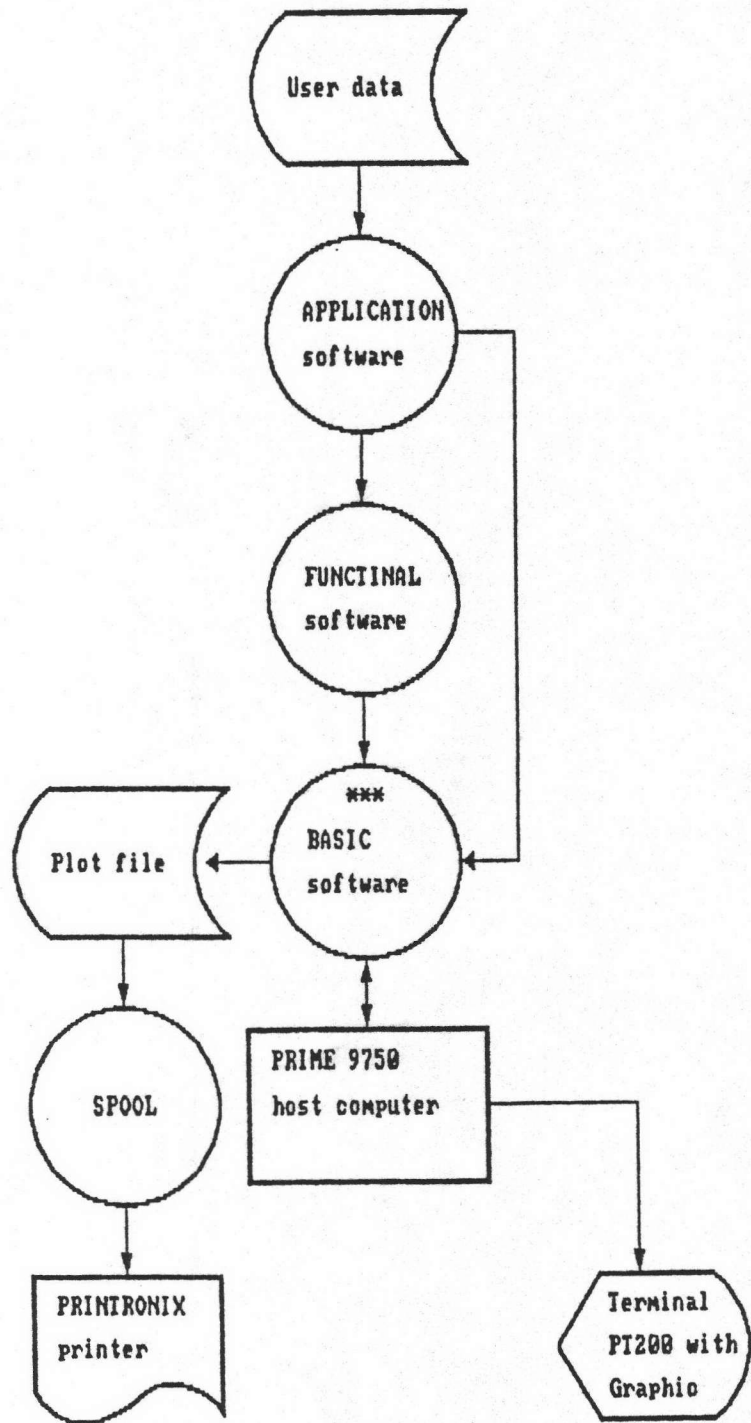 User data
APPLICATION
software
FUNCTINAL
software
***
BASIC
software
Plot file
PRIME 9750
host computer
SPOOL
PRINTRONIX
printer
Terminal
PT200 with
Graphic